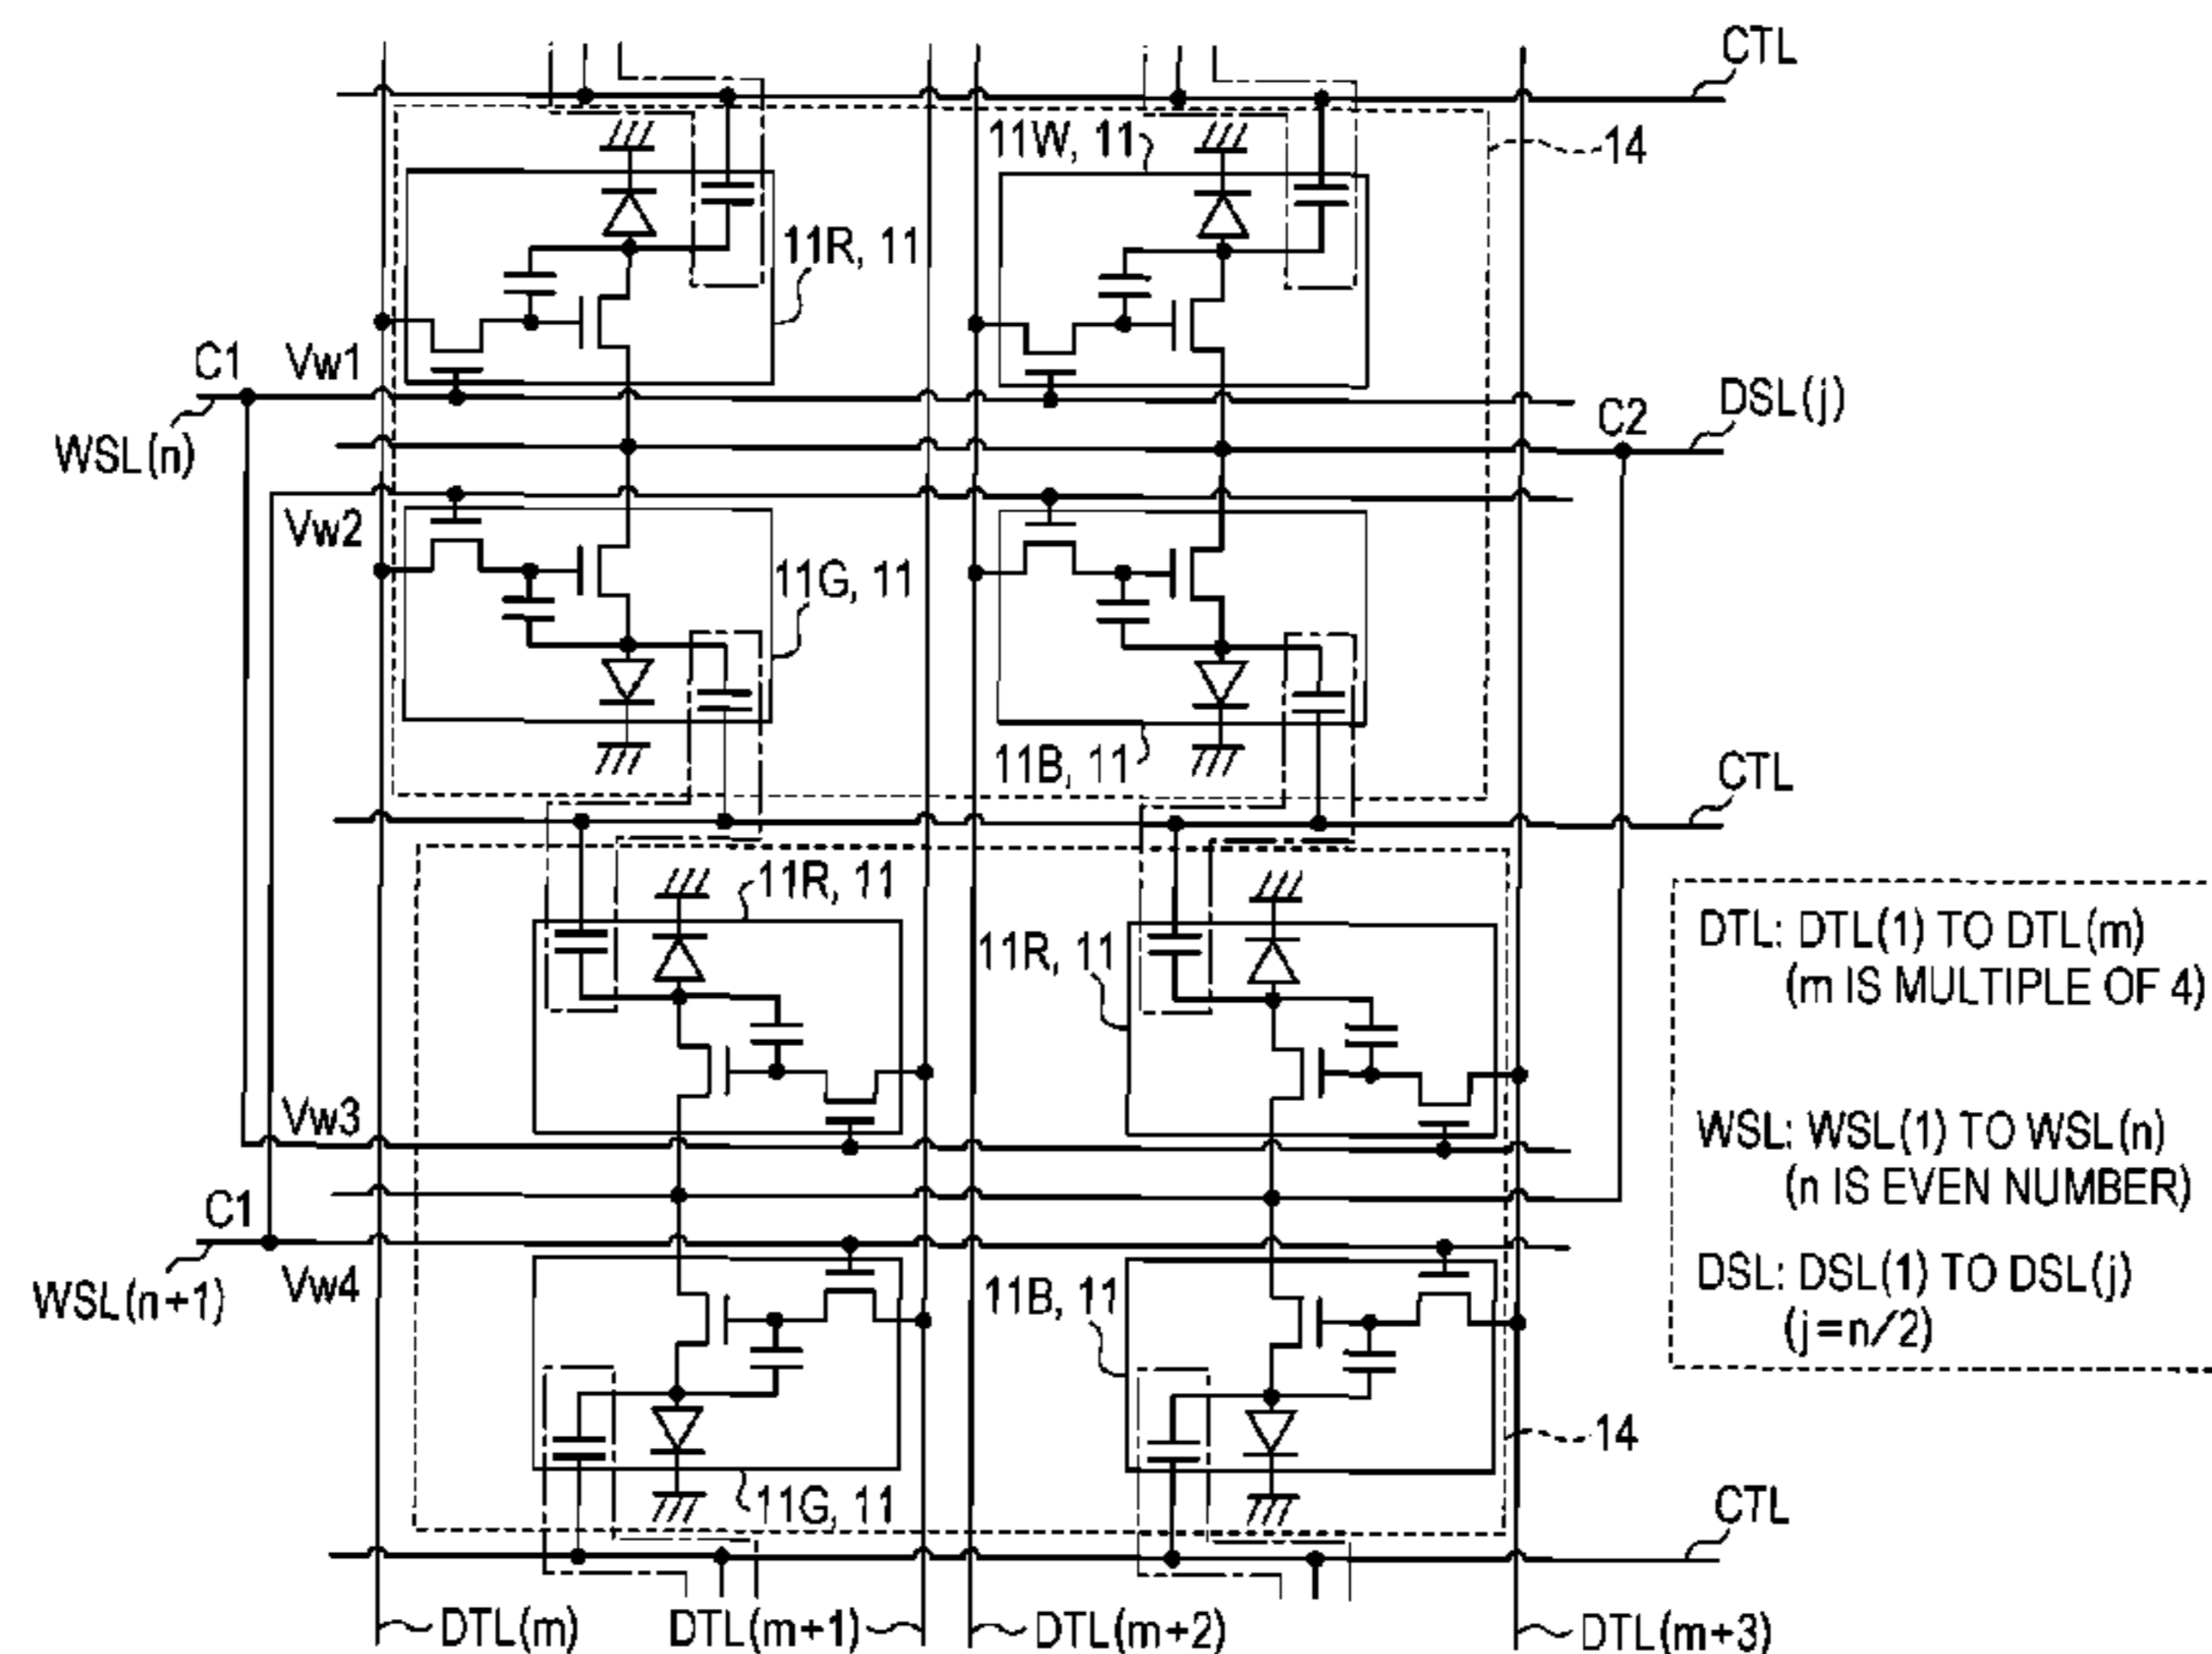 CTL
11W, 11
14
11R, 11
C1
Vw1
DSL(j)
C2
WSL(n)
Vw2
11G, 11
11B, 11
CTL
11R, 11
11R, 11
DTL: DTL(1) TO DTL(m)
(m IS MULTIPLE OF 4)
Vw3
WSL: WSL(1) TO WSL(n)
(n IS EVEN NUMBER)
C1
WSL(n+1)
Vw4
11B, 11
DSL: DSL(1) TO DSL(j)
(j=n/2)
14
11G, 11
CTL
DTL(m)
DTL(m+1)
DTL(m+2)
DTL(m+3)